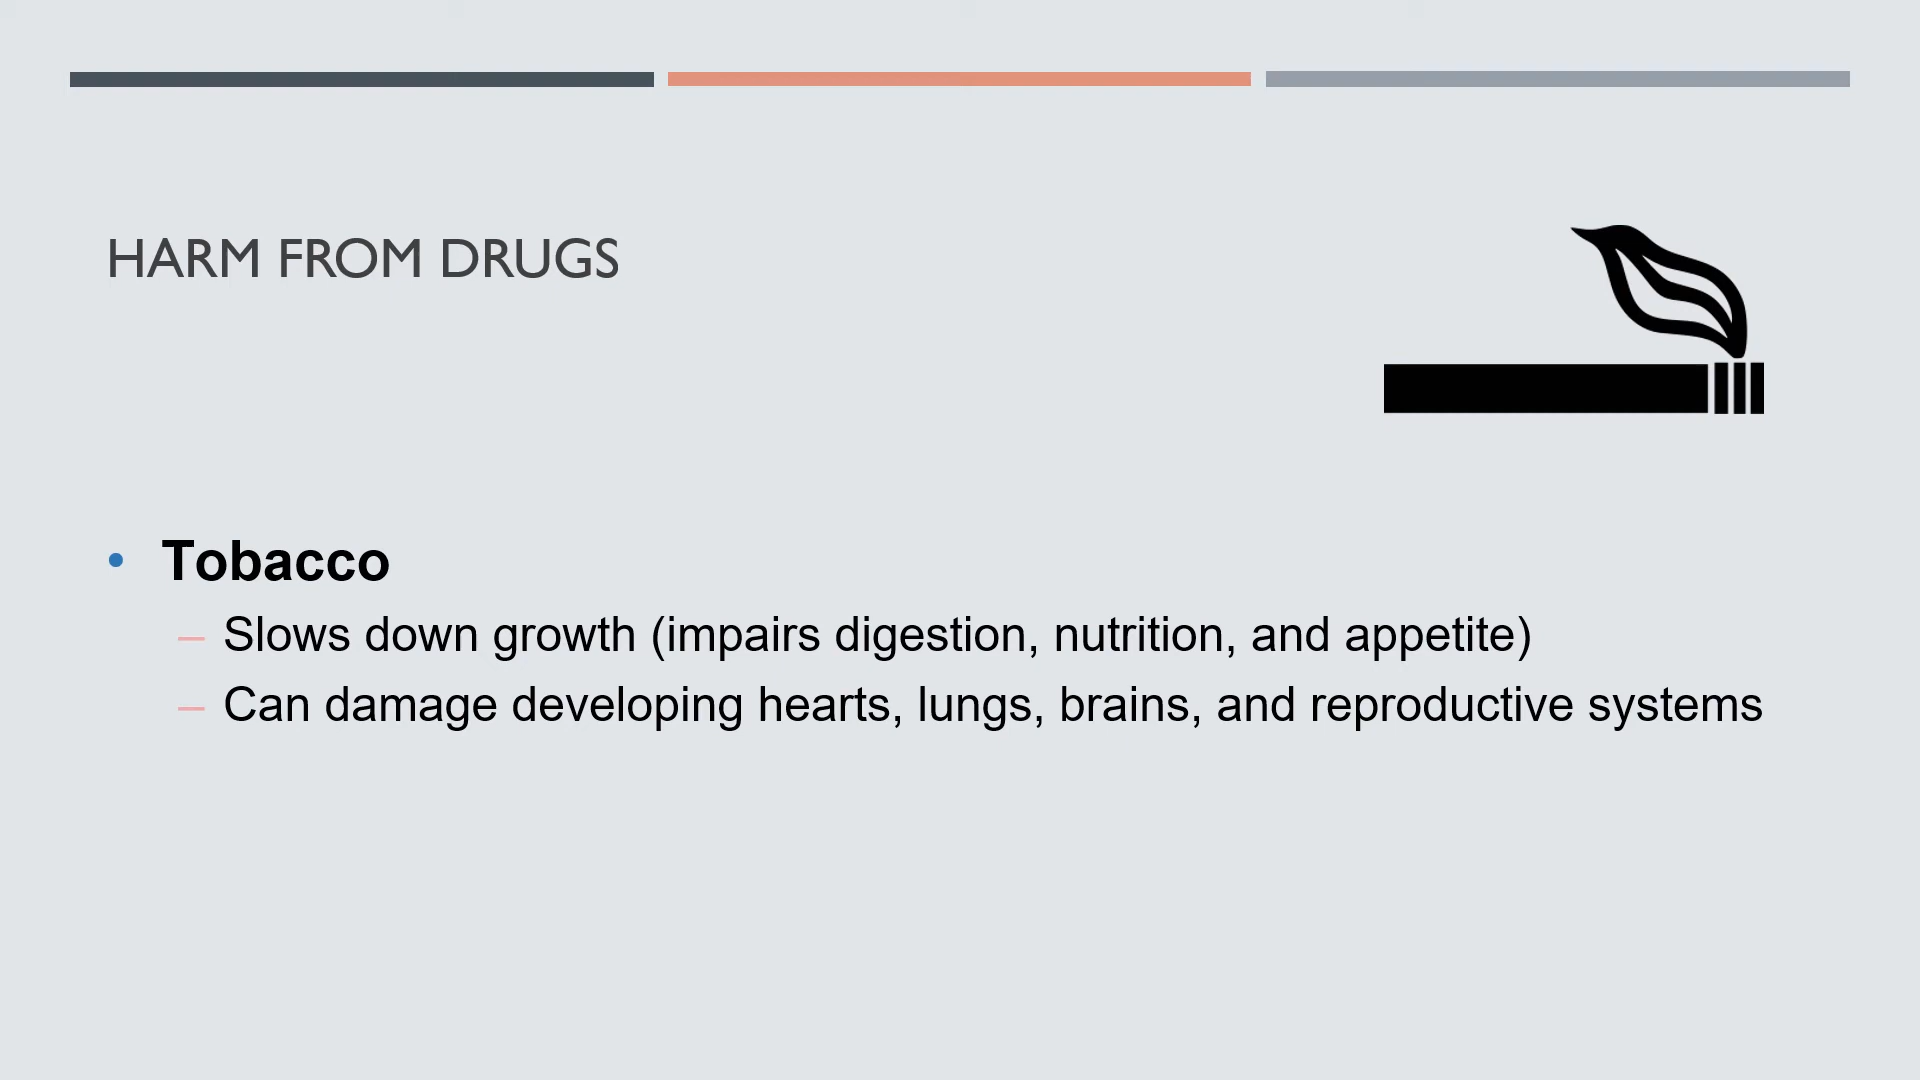 HARM FROM DRUGS
• Tobacco
– Slows down growth (impairs digestion, nutrition, and appetite)
– Can damage developing hearts, lungs, brains, and reproductive systems